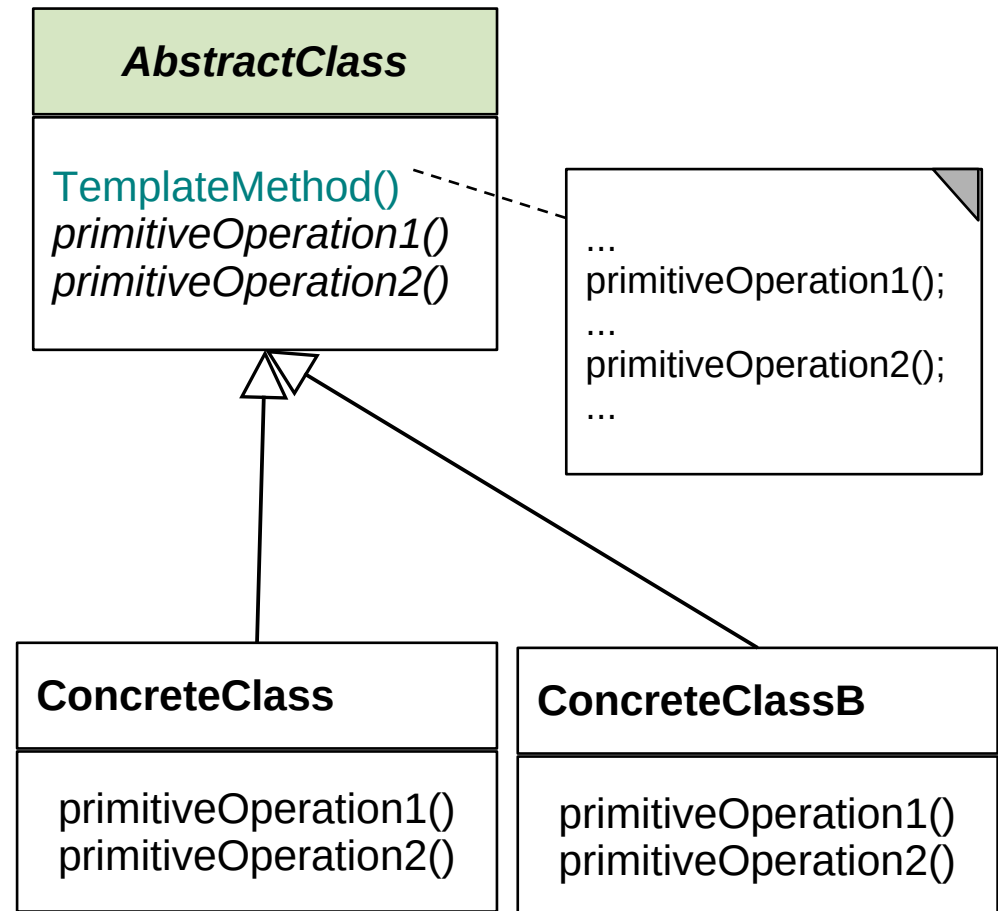 AbstractClass
TemplateMethod()
primitiveOperation1()
primitiveOperation2()
...
primitiveOperation1();
...
primitiveOperation2();
...
ConcreteClass
primitiveOperation1()
primitiveOperation2()
ConcreteClassB
primitiveOperation1()
primitiveOperation2()